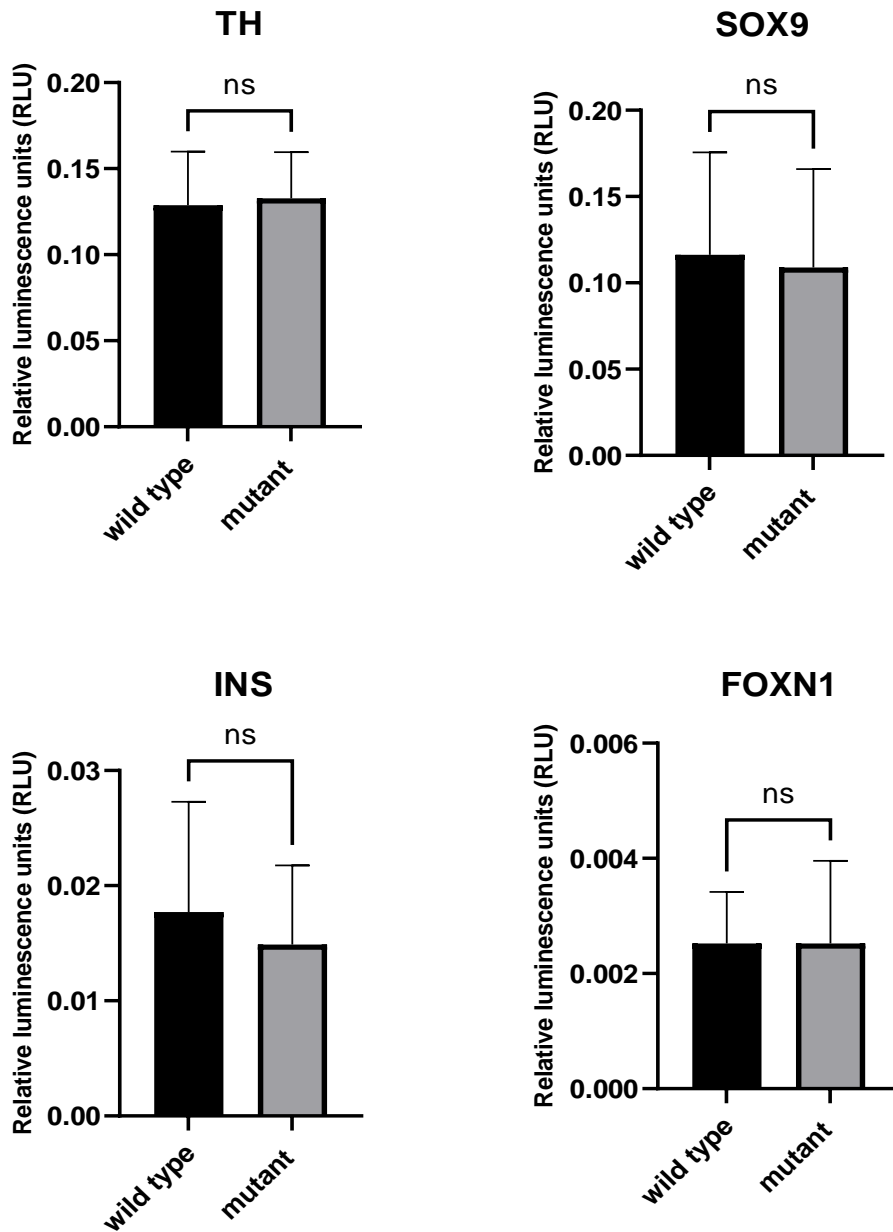 TH
ns
Relative luminescence units (RLU)
0.20
0.15
0.10
0.05
0.00
wild type
mutant
SOX9
ns
Relative luminescence units (RLU)
0.20
0.15
0.10
0.05
0.00
wild type
mutant
INS
ns
Relative luminescence units (RLU)
0.03
0.02
0.01
0.00
wild type
mutant
FOXN1
ns
Relative luminescence units (RLU)
0.006
0.004
0.002
0.000
wild type
mutant